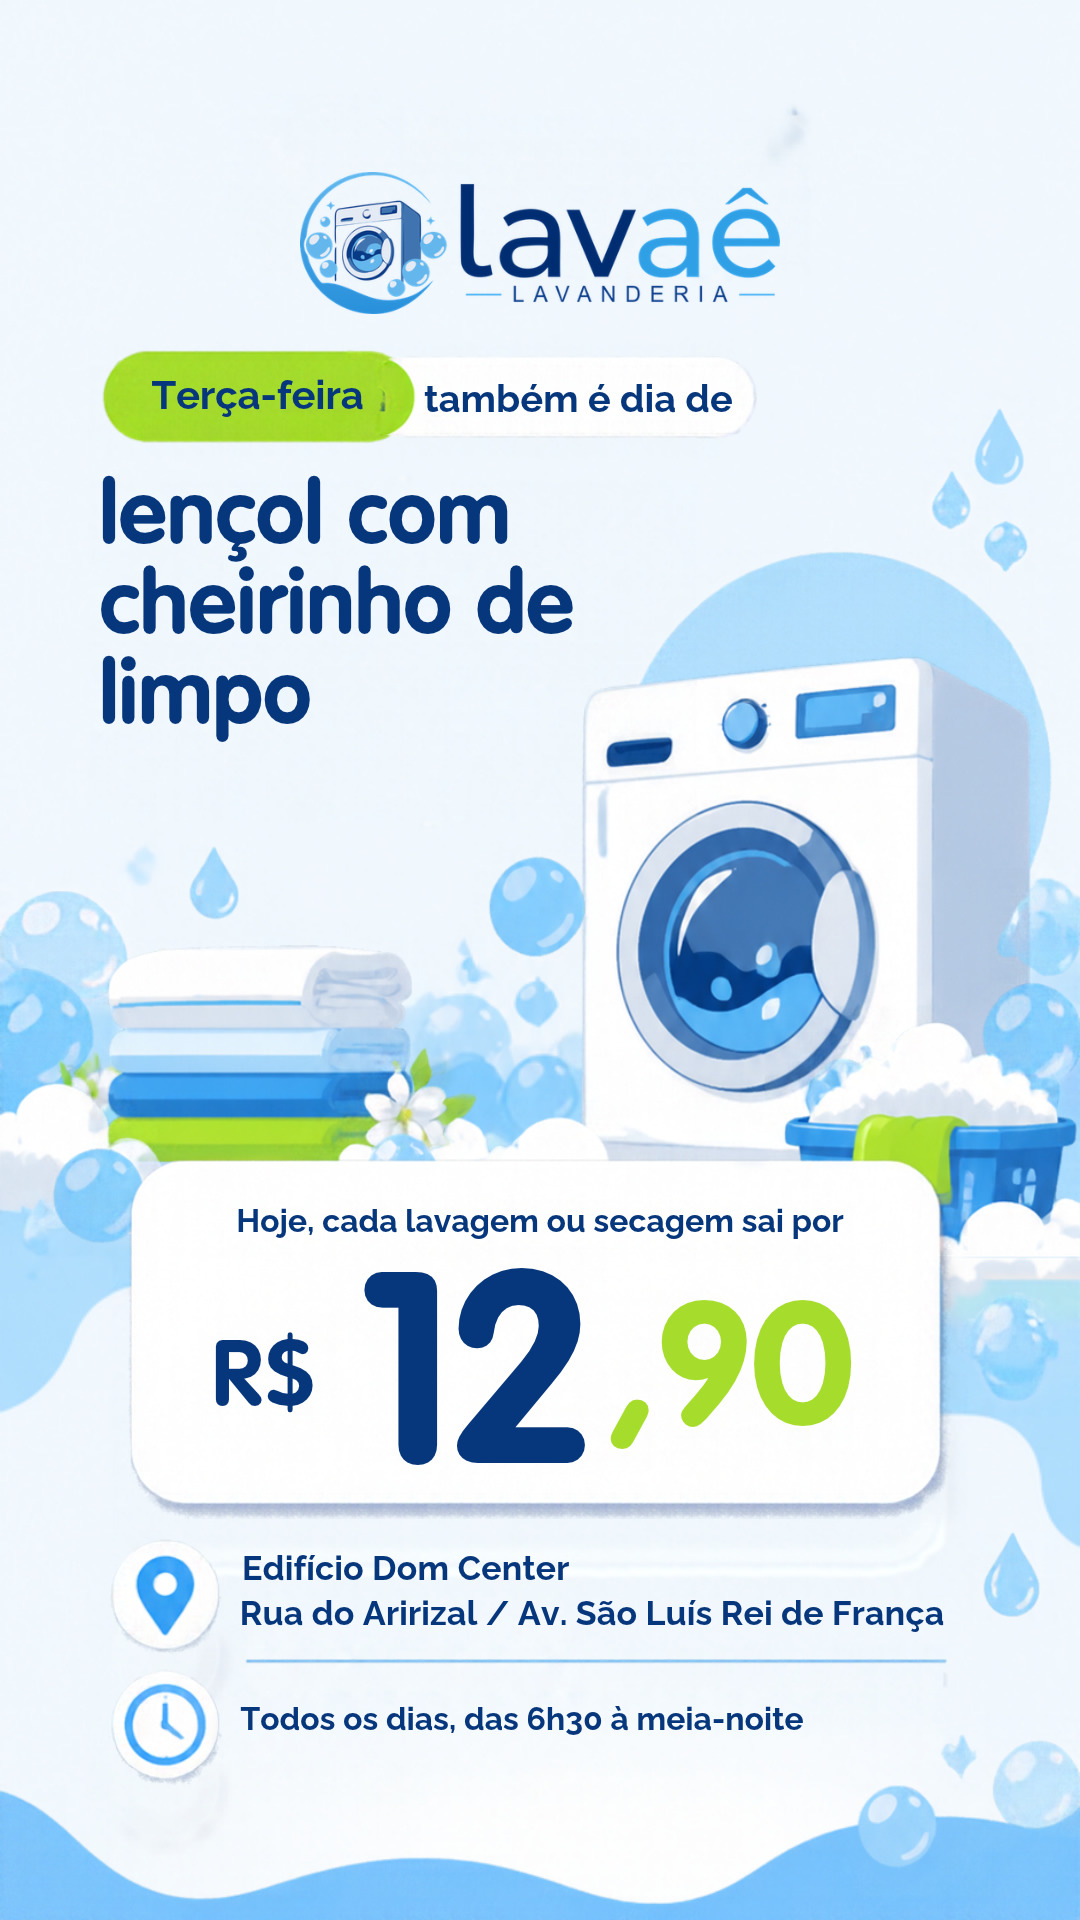 lavaê
LAVANDERIA
Terça-feira também é dia de
lençol com
cheirinho de
limpo
Hoje, cada lavagem ou secagem sai por
R$ 12,90
Edifício Dom Center
Rua do Aririzal / Av. São Luís Rei de França
Todos os dias, das 6h30 à meia-noite